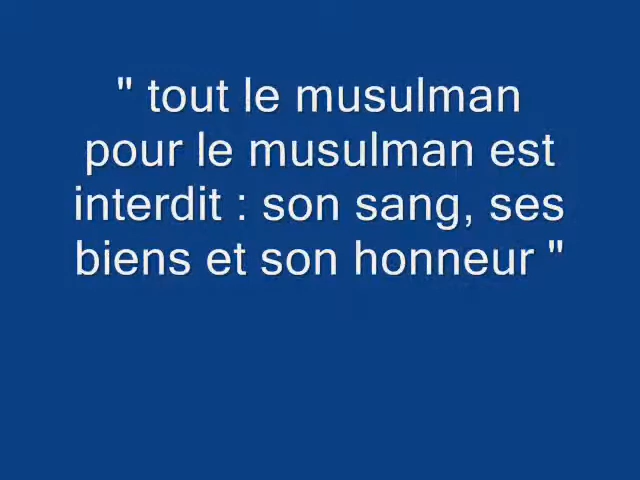 " tout le musulman
pour le musulman est
interdit : son sang, ses
biens et son honneur "